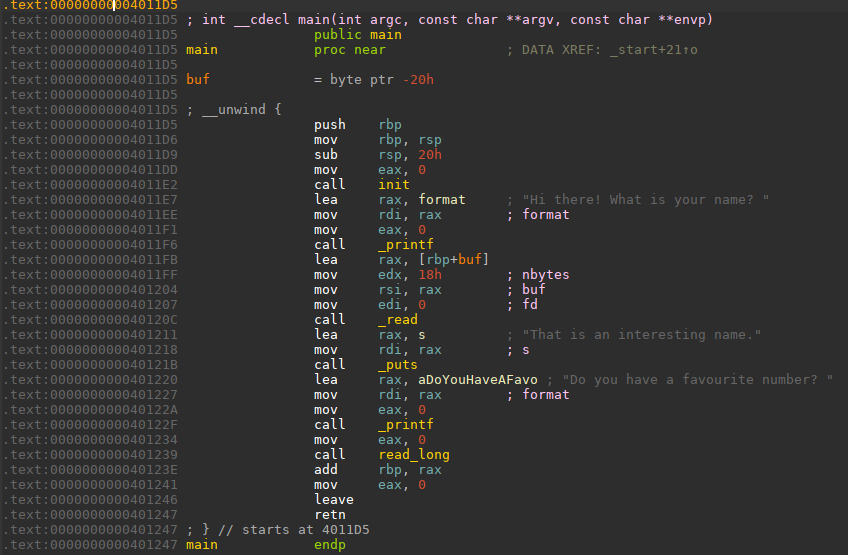 .text:00000000004011D5
.text:00000000004011D5 ; int __cdecl main(int argc, const char **argv, const char **envp)
.text:00000000004011D5                 public main
.text:00000000004011D5 main            proc near               ; DATA XREF: _start+21↑o
.text:00000000004011D5
.text:00000000004011D5 buf             = byte ptr -20h
.text:00000000004011D5
.text:00000000004011D5 ; __unwind {
.text:00000000004011D5                 push    rbp
.text:00000000004011D6                 mov     rbp, rsp
.text:00000000004011D9                 sub     rsp, 20h
.text:00000000004011DD                 mov     eax, 0
.text:00000000004011E2                 call    init
.text:00000000004011E7                 lea     rax, format     ; "Hi there! What is your name? "
.text:00000000004011EE                 mov     rdi, rax        ; format
.text:00000000004011F1                 mov     eax, 0
.text:00000000004011F6                 call    _printf
.text:00000000004011FB                 lea     rax, [rbp+buf]
.text:00000000004011FF                 mov     edx, 18h        ; nbytes
.text:0000000000401204                 mov     rsi, rax        ; buf
.text:0000000000401207                 mov     edi, 0          ; fd
.text:000000000040120C                 call    _read
.text:0000000000401211                 lea     rax, s          ; "That is an interesting name."
.text:0000000000401218                 mov     rdi, rax        ; s
.text:000000000040121B                 call    _puts
.text:0000000000401220                 lea     rax, aDoYouHaveAFavo ; "Do you have a favourite number? "
.text:0000000000401227                 mov     rdi, rax        ; format
.text:000000000040122A                 mov     eax, 0
.text:000000000040122F                 call    _printf
.text:0000000000401234                 mov     eax, 0
.text:0000000000401239                 call    read_long
.text:000000000040123E                 add     rbp, rax
.text:0000000000401241                 mov     eax, 0
.text:0000000000401246                 leave
.text:0000000000401247                 retn
.text:0000000000401247 ; } // starts at 4011D5
.text:0000000000401247 main            endp